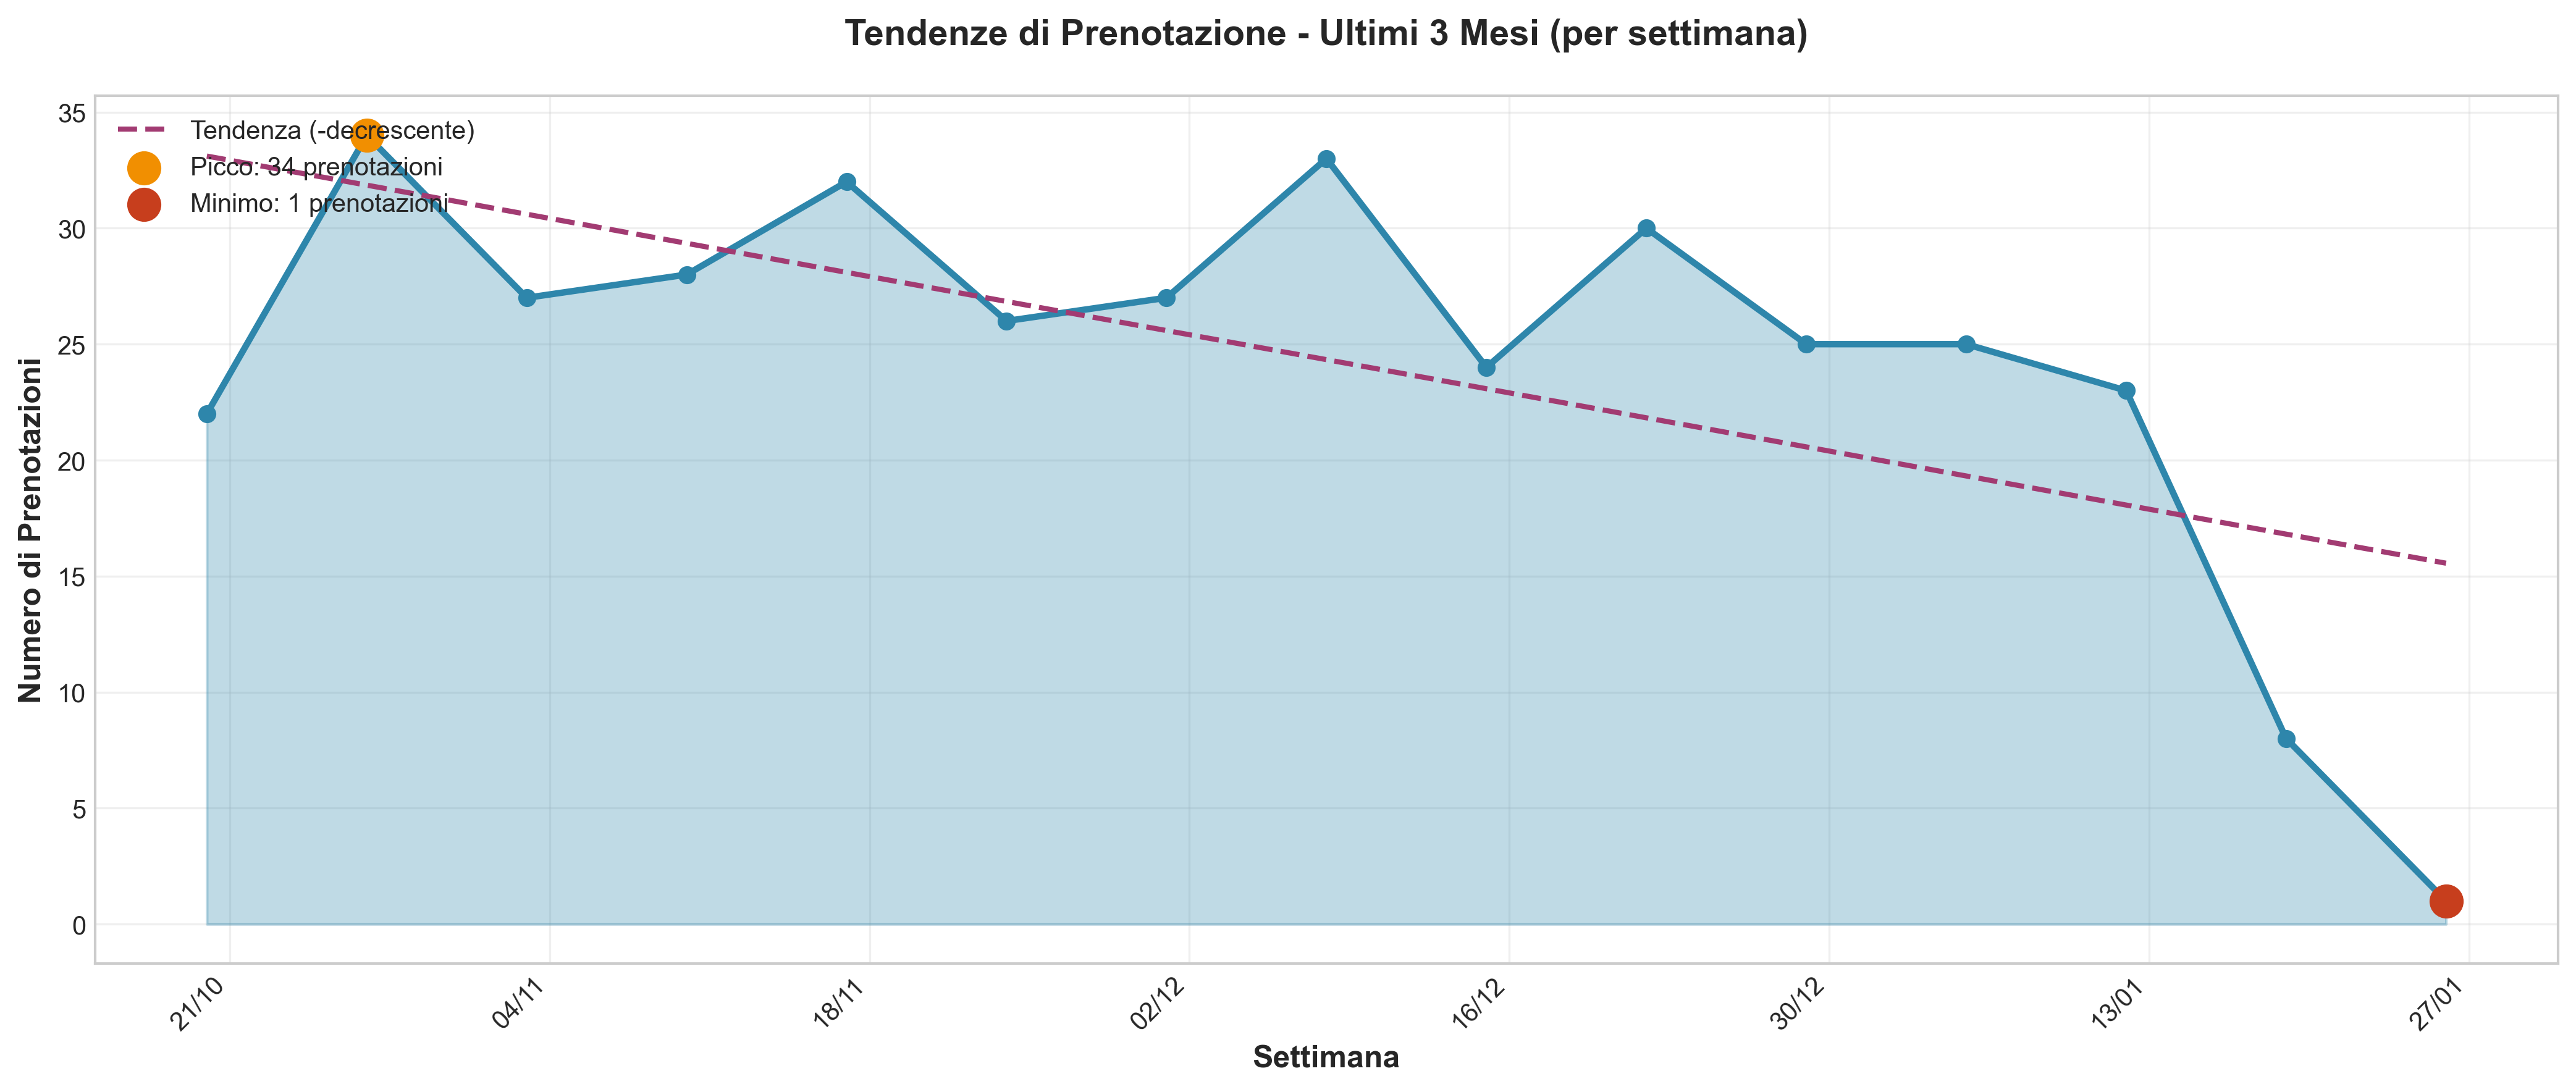 Tendenze di Prenotazione - Ultimi 3 Mesi (per settimana)
Tendenza (-decrescente)
Picco: 34 prenotazioni
Minimo: 1 prenotazioni
Numero di Prenotazioni
35
30
25
20
15
10
5
0
21/10
04/11
18/11
02/12
16/12
30/12
13/01
27/01
Settimana